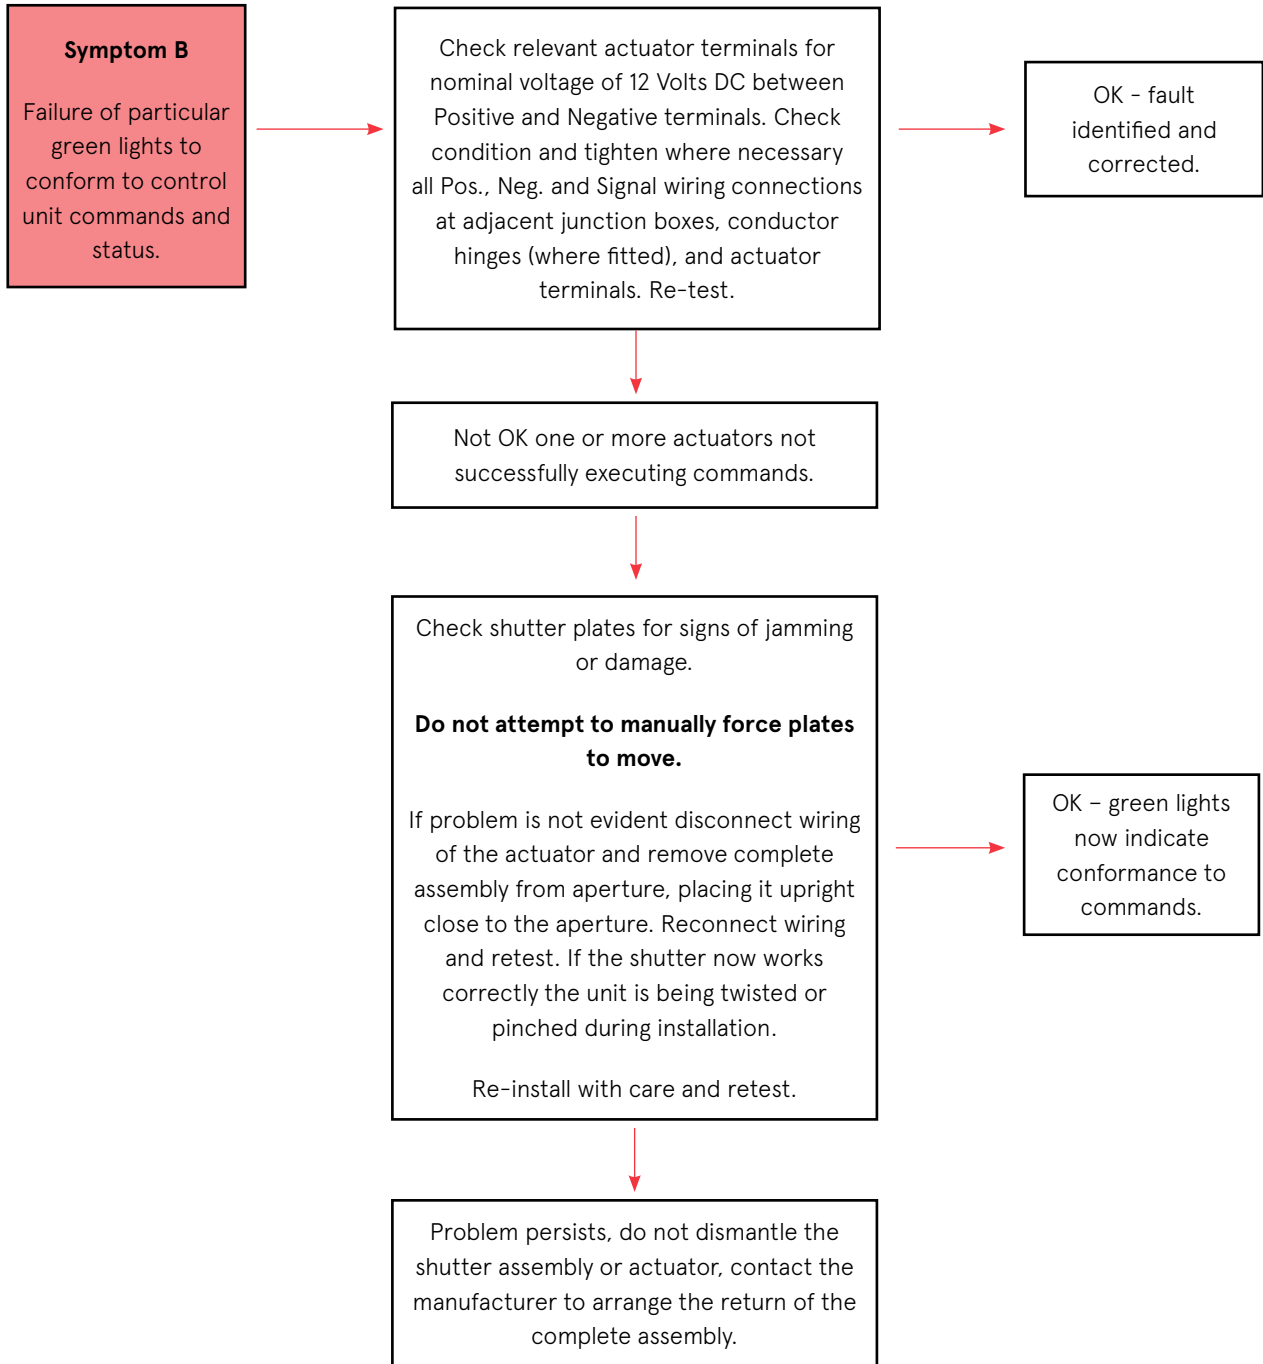 Symptom B
Failure of particular
green lights to
conform to control
unit commands and
status.
Check relevant actuator terminals for
nominal voltage of 12 Volts DC between
Positive and Negative terminals. Check
condition and tighten where necessary
all Pos., Neg. and Signal wiring connections
at adjacent junction boxes, conductor
hinges (where fitted), and actuator
terminals. Re-test.
OK - fault
identified and
corrected.
Not OK one or more actuators not
successfully executing commands.
Check shutter plates for signs of jamming
or damage.
Do not attempt to manually force plates
to move.
If problem is not evident disconnect wiring
of the actuator and remove complete
assembly from aperture, placing it upright
close to the aperture. Reconnect wiring
and retest. If the shutter now works
correctly the unit is being twisted or
pinched during installation.
Re-install with care and retest.
OK – green lights
now indicate
conformance to
commands.
Problem persists, do not dismantle the
shutter assembly or actuator, contact the
manufacturer to arrange the return of the
complete assembly.